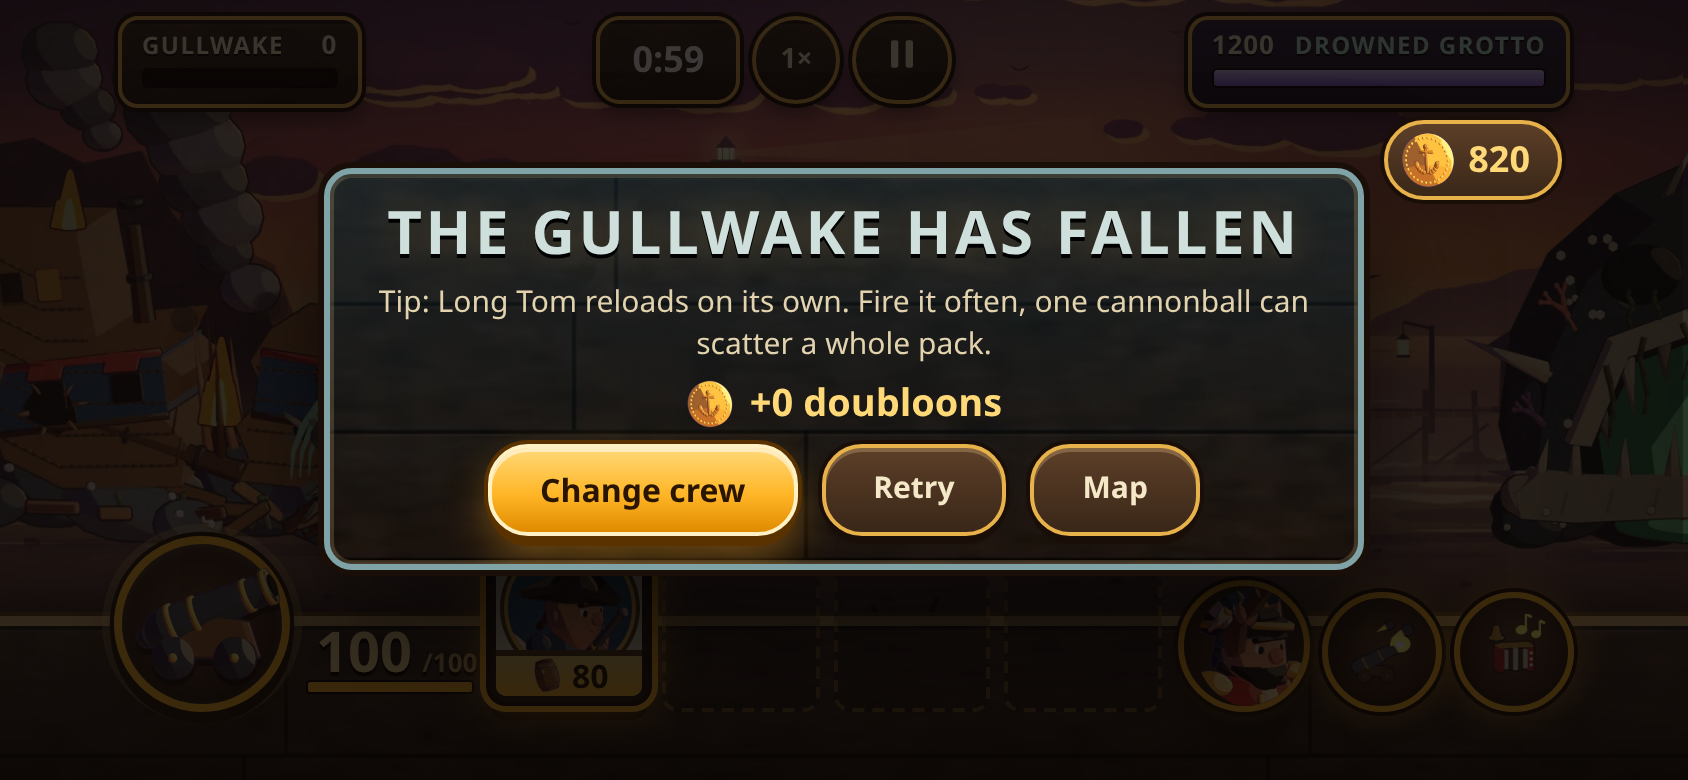 GULLWAKE 0
0:59
1×
1200 DROWNED GROTTO
820
THE GULLWAKE HAS FALLEN
Tip: Long Tom reloads on its own. Fire it often, one cannonball can
scatter a whole pack.
+0 doubloons
Change crew
Retry
Map
100 /100
80